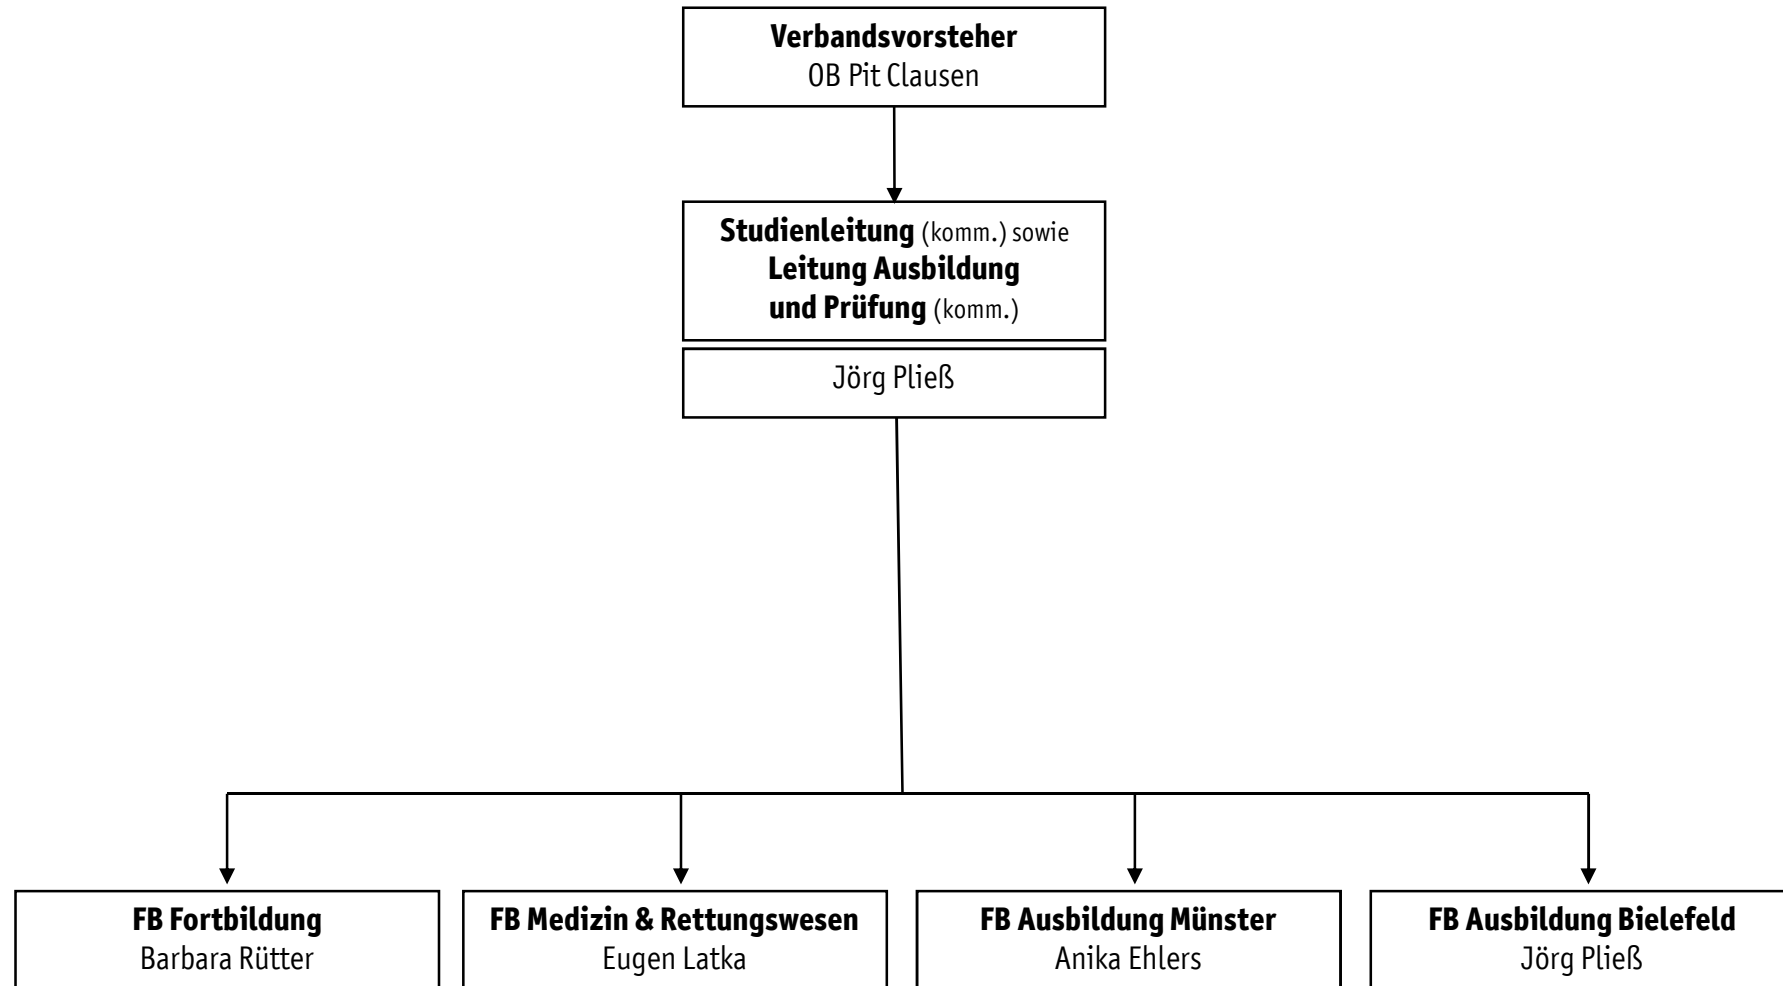 Verbandsvorsteher
OB Pit Clausen
Studienleitung (komm.) sowie
Leitung Ausbildung
und Prüfung (komm.)
Jörg Pließ
FB Fortbildung
Barbara Rütter
FB Medizin & Rettungswesen
Eugen Latka
FB Ausbildung Münster
Anika Ehlers
FB Ausbildung Bielefeld
Jörg Pließ